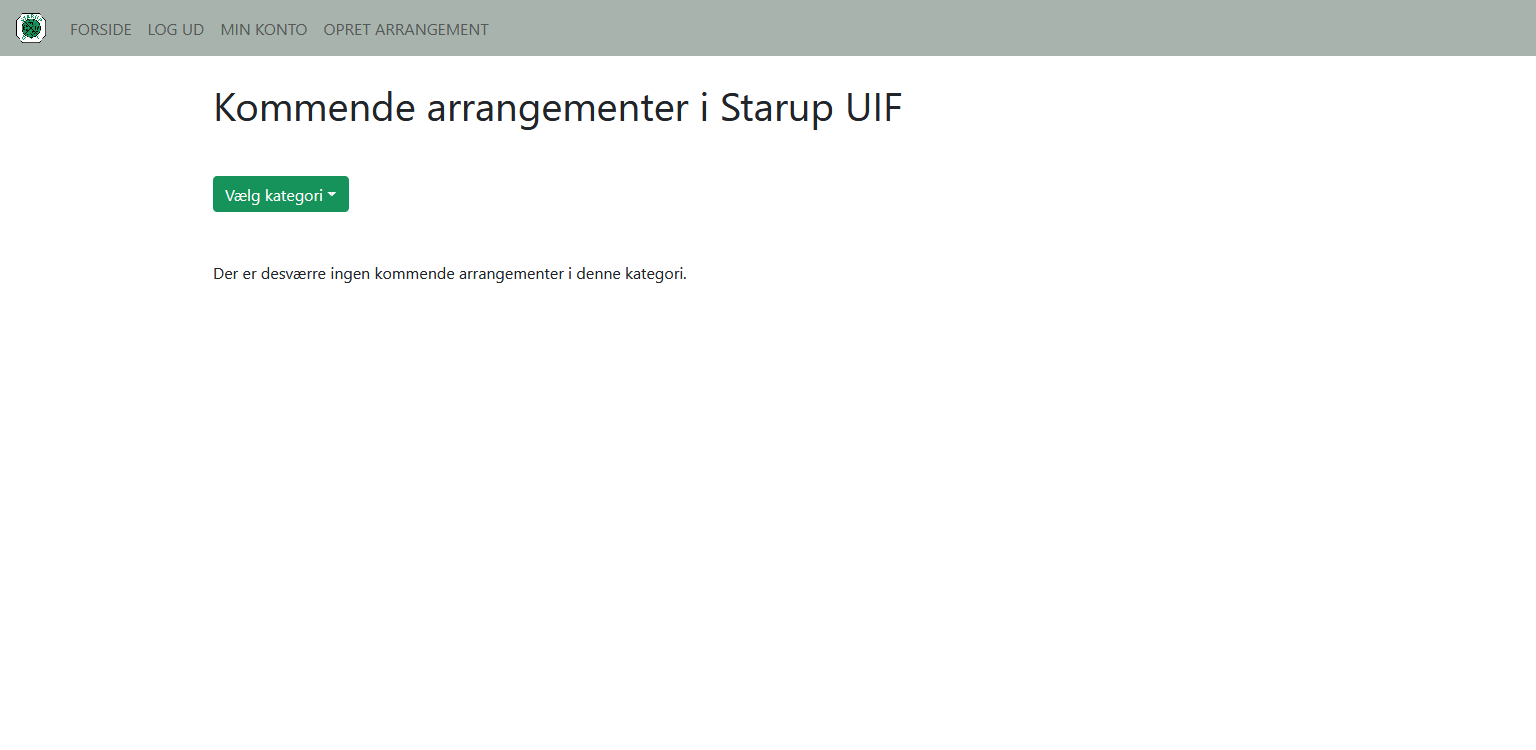 FORSIDE LOG UD MIN KONTO OPRET ARRANGEMENT
Kommende arrangementer i Starup UIF
Vælg kategori
Der er desværre ingen kommende arrangementer i denne kategori.